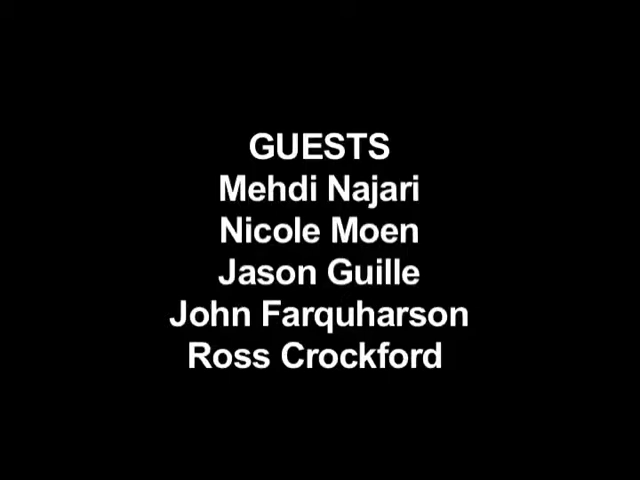 GUESTS
Mehdi Najari
Nicole Moen
Jason Guille
John Farquharson
Ross Crockford